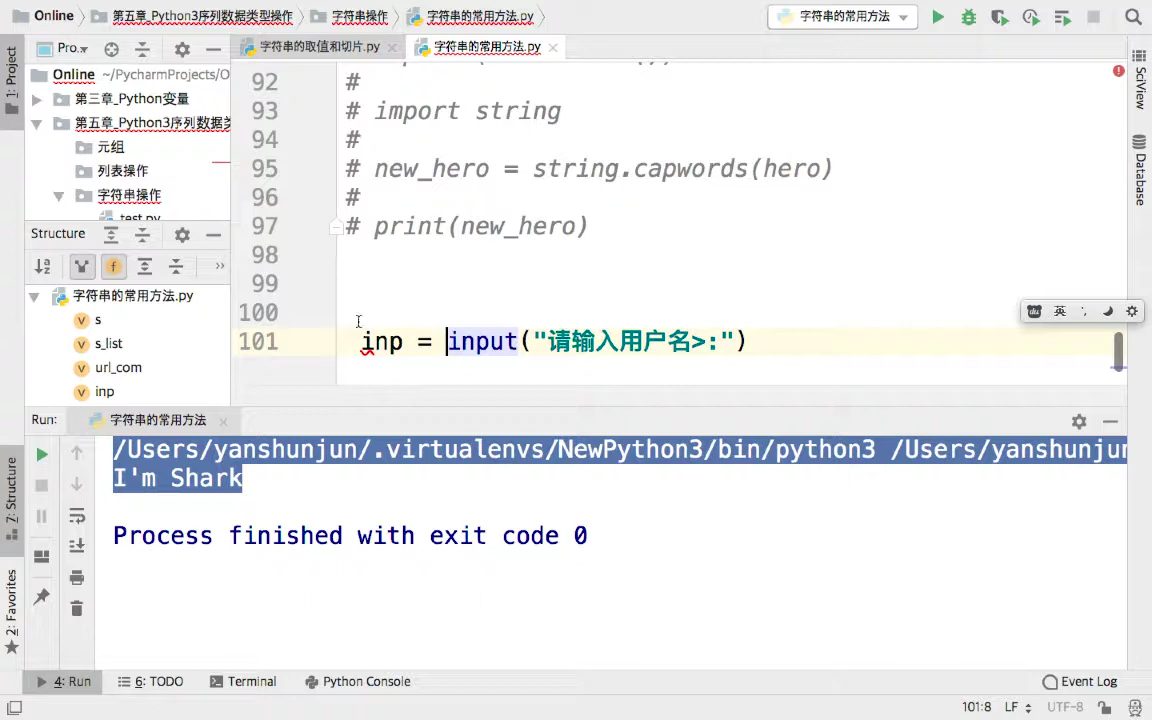 Online 第五章_Python3序列数据类型操作 字符串操作 字符串的常用方法.py 字符串的常用方法
1: Project
Pro...
字符串的取值和切片.py 字符串的常用方法.py
Online ~/PycharmProjects/O
第三章_Python变量
第五章_Python3序列数据类
元组
列表操作
字符串操作
test.py
Structure
字符串的常用方法.py
s
s_list
url_com
inp
92 #
93 # import string
94 #
95 # new_hero = string.capwords(hero)
96 #
97 # print(new_hero)
98
99
100
101 inp = input("请输入用户名>:")
SciView
Database
英
Run: 字符串的常用方法
/Users/yanshunjun/.virtualenvs/NewPython3/bin/python3 /Users/yanshunjun
I'm Shark
Process finished with exit code 0
7: Structure
2: Favorites
4: Run 6: TODO Terminal Python Console Event Log
101:8 LF UTF-8